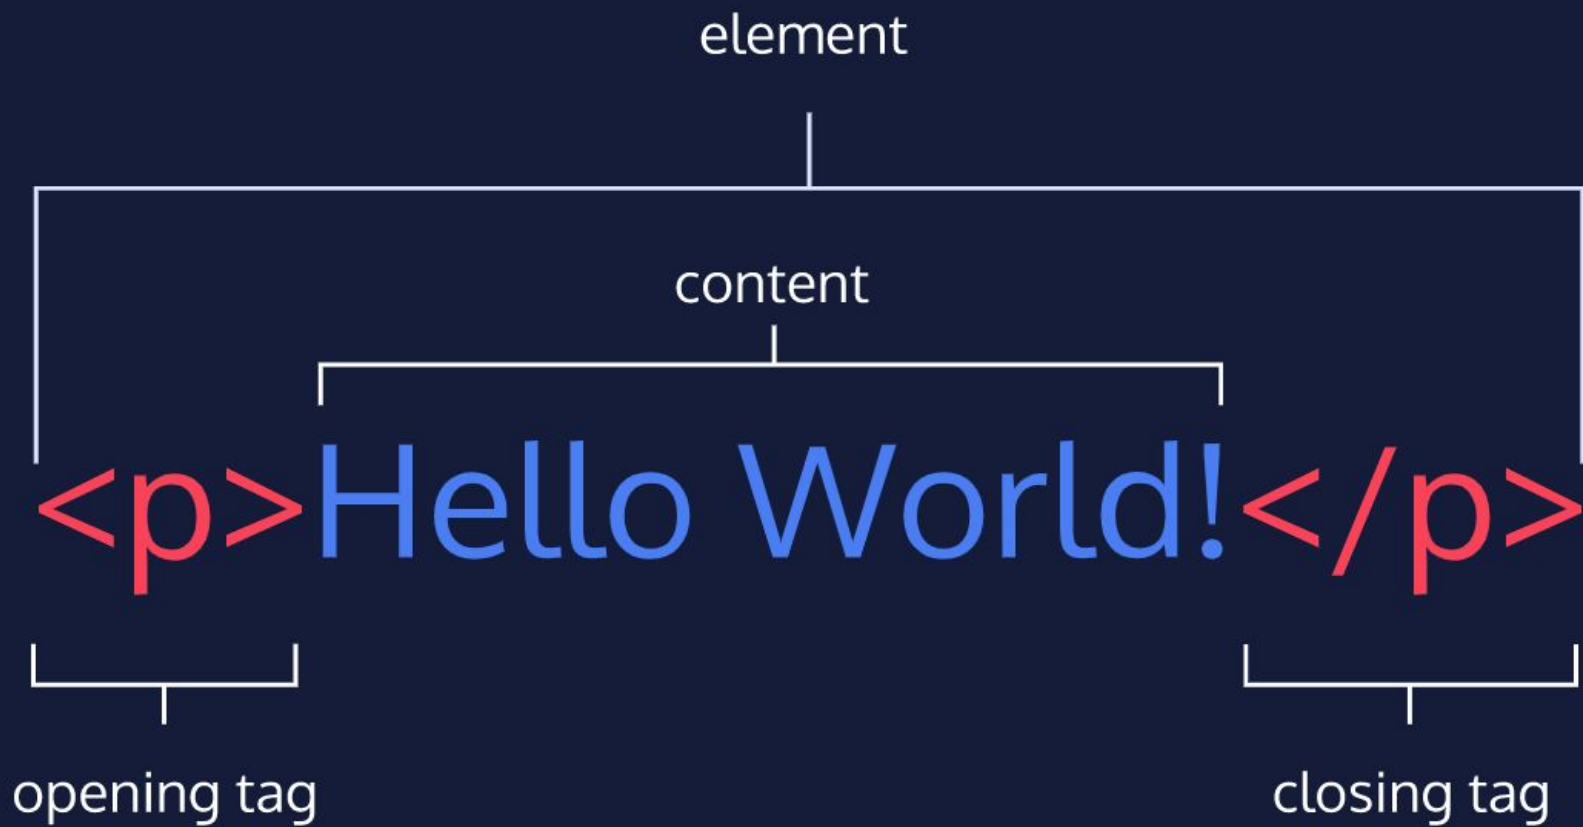 element
content
<p>Hello World!</p>
opening tag
closing tag